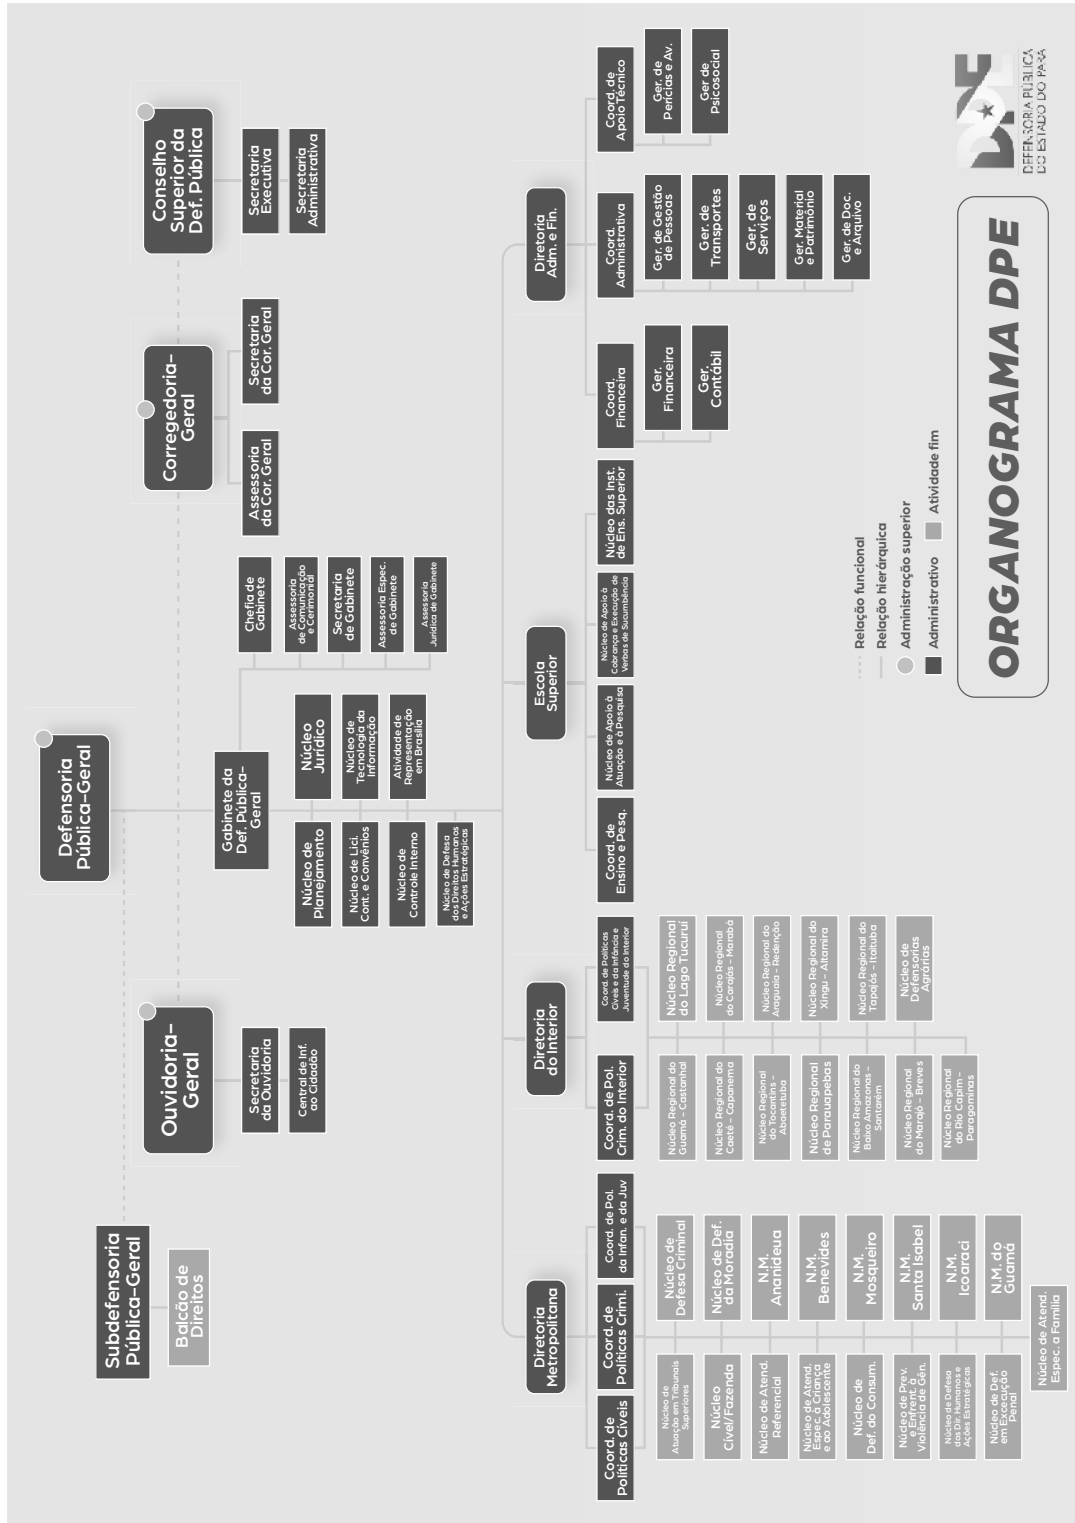 Defensoria
Pública-Geral
Subdefensoria
Pública-Geral
Balcão de
Direitos
Ouvidoria-
Geral
Secretaria
da Ouvidoria
Central de Inf.
ao Cidadão
Corregedoria-
Geral
Assessoria
da Cor. Geral
Secretaria
da Cor. Geral
Conselho
Superior da
Def. Pública
Secretaria
Executiva
Secretaria
Administrativa
Gabinete da
Def. Pública-
Geral
Chefia de
Gabinete
Assessoria
de Comunicação
e Cerimonial
Secretaria
de Gabinete
Assessoria Espec.
de Gabinete
Assessoria
Jurídica de Gabinete
Núcleo de
Planejamento
Núcleo
Jurídico
Núcleo de Lici.
Cont. e Convênios
Núcleo de
Tecnologia da
Informação
Núcleo de
Controle Interno
Atividade de
Representação
em Brasília
Núcleo de Defesa
dos Direitos Humanos
e Ações Estratégicas
Diretoria
Metropolitana
Coord. de
Políticas Cíveis
Coord. de
Políticas Crimi.
Coord. de Pol.
da Infan. e da Juv
Núcleo de
Atuação em Tribunais
Superiores
Núcleo de
Defesa Criminal
Núcleo
Cível/Fazenda
Núcleo de Def.
da Moradia
Núcleo de Atend.
Referencial
N.M.
Ananideua
Núcleo de Atend.
Espec. à Criança
e ao Adolescente
N.M.
Benevides
Núcleo de
Def. do Consum.
N.M.
Mosqueiro
Núcleo de Prev.
e Enfrent. à
Violência de Gên.
N.M.
Santa Isabel
Núcleo de Defesa
dos Dir. Humanos e
Ações Estratégicas
N.M.
Icoaraci
Núcleo de Def.
em Excecução
Penal
N.M. do
Guamá
Núcleo de Atend.
Espec. a Família
Diretoria
do Interior
Coord. de Pol.
Crim. do Interior
Coord. de Políticas
Cíveis e da Infância e
Juventude do Interior
Núcleo Regional do
Guamá - Castanhal
Núcleo Regional
do Lago Tucuruí
Núcleo Regional do
Caeté - Capanema
Núcleo Regional
do Carajás - Marabá
Núcleo Regional
do Tocantins -
Abaetetuba
Núcleo Regional do
Araguaia - Redenção
Núcleo Regional
de Parauapebas
Núcleo Regional do
Xingu - Altamira
Núcleo Regional do
Baixo Amazonas -
Santarém
Núcleo Regional do
Tapajós - Itaituba
Núcleo Regional
do Marajó - Breves
Núcleo de
Defensorias
Agrárias
Núcleo Regional
do Rio Capim -
Paragominas
Escola
Superior
Coord. de
Ensino e Pesq.
Núcleo de Apoio à
Atuação e à Pesquisa
Núcleo de Apoio à
Cobrança e Execução de
Verbas de Sucumbência
Núcleo das Inst.
de Ens. Superior
Diretoria
Adm. e Fin.
Coord.
Financeira
Ger.
Financeira
Ger.
Contábil
Coord.
Administrativa
Ger. de Gestão
de Pessoas
Ger. de
Transportes
Ger. de
Serviços
Ger. Material
e Patrimônio
Ger. de Doc.
e Arquivo
Coord. de
Apoio Técnico
Ger. de
Perícias e Av.
Ger de
Psicosocial
Relação funcional
Relação hierárquica
Administração superior
Administrativo
Atividade fim
ORGANOGRAMA DPE
DPE
DEFENSORIA PÚBLICA
DO ESTADO DO PARÁ